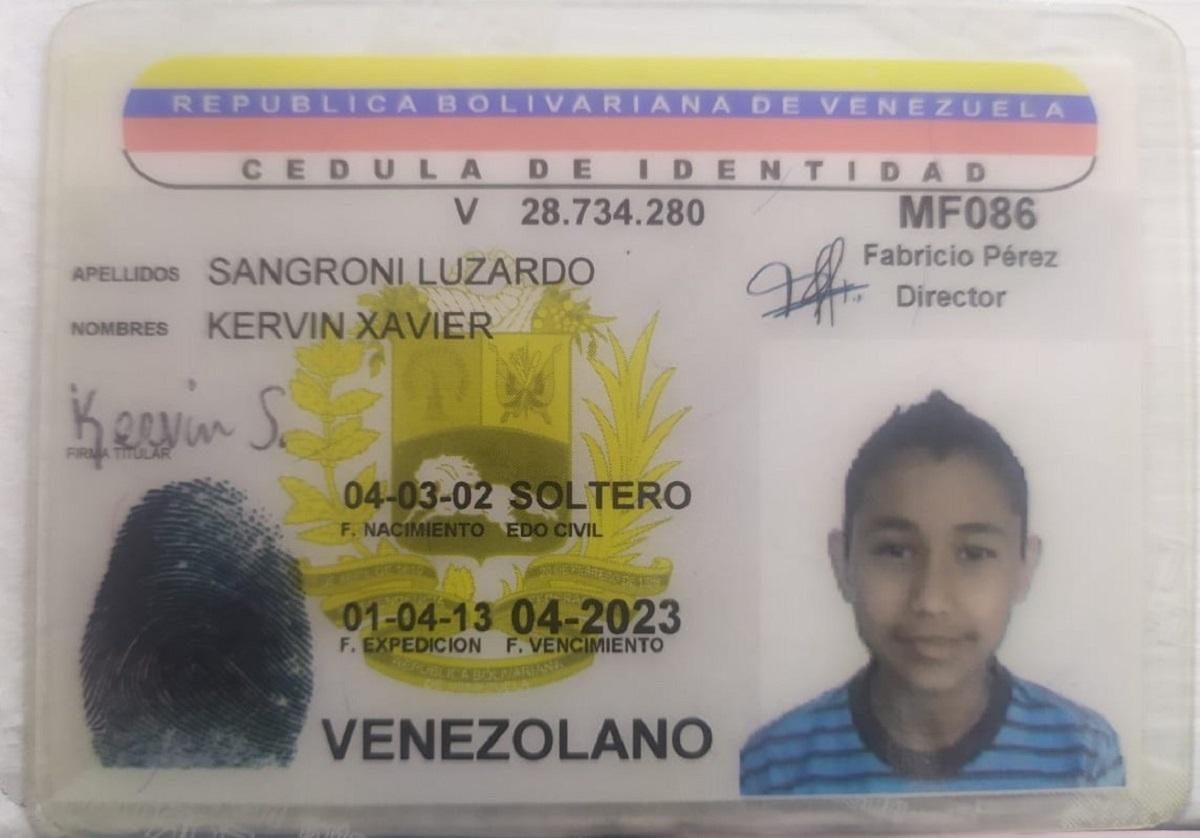 REPUBLICA BOLIVARIANA DE VENEZUELA
CEDULA DE IDENTIDAD
V 28.734.280
MF086
Fabricio Pérez
Director
APELLIDOS SANGRONI LUZARDO
NOMBRES KERVIN XAVIER
Keevin S.
FIRMA TITULAR
04-03-02 SOLTERO
F. NACIMIENTO EDO CIVIL
01-04-13 04-2023
F. EXPEDICION F. VENCIMIENTO
REPUBLICA BOLIVARIANA
VENEZOLANO